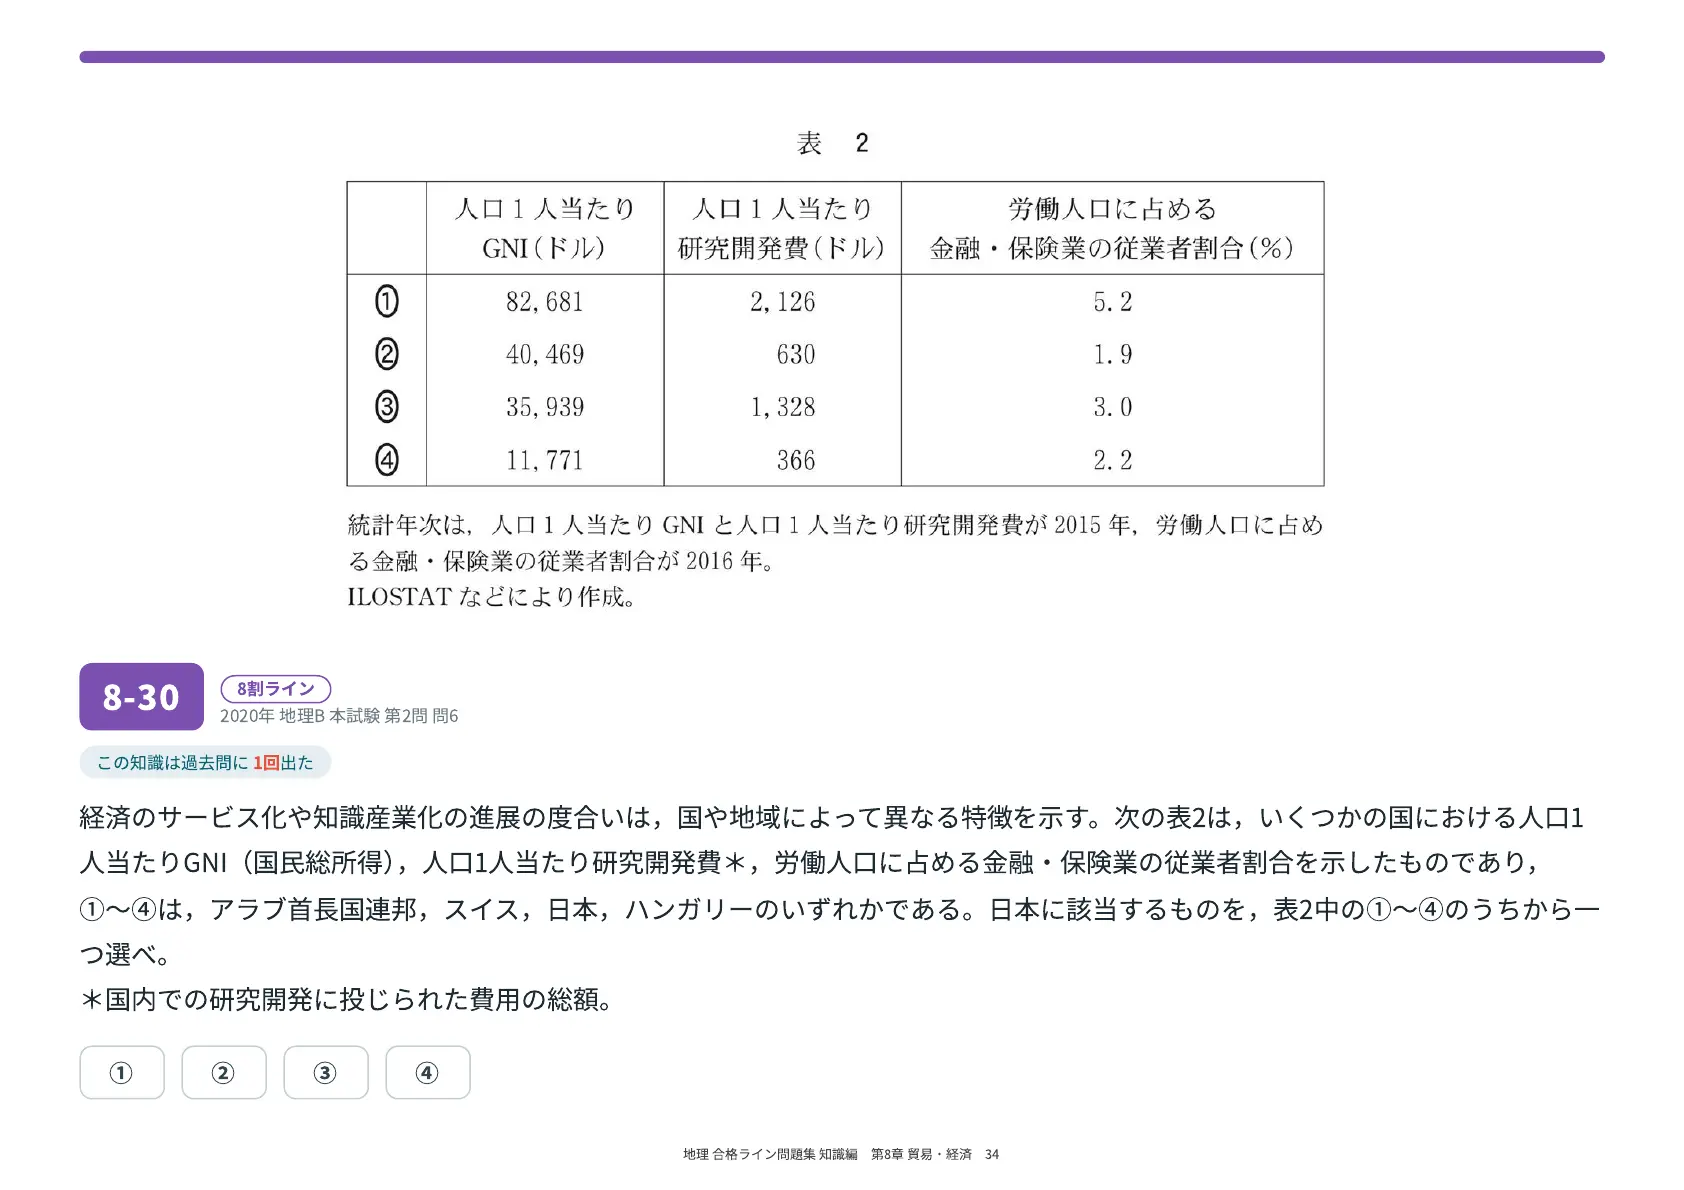 表 2
人口1人当たり
GNI(ドル)
人口1人当たり
研究開発費(ドル)
労働人口に占める
金融・保険業の従業者割合(%)
① 82,681 2,126 5.2
② 40,469 630 1.9
③ 35,939 1,328 3.0
④ 11,771 366 2.2
統計年次は，人口1人当たりGNIと人口1人当たり研究開発費が2015年，労働人口に占め
る金融・保険業の従業者割合が2016年。
ILOSTATなどにより作成。
8-30
8割ライン
2020年 地理B 本試験 第2問 問6
この知識は過去問に 1回出た
経済のサービス化や知識産業化の進展の度合いは，国や地域によって異なる特徴を示す。次の表2は，いくつかの国における人口1
人当たりGNI（国民総所得），人口1人当たり研究開発費＊，労働人口に占める金融・保険業の従業者割合を示したものであり，
①〜④は，アラブ首長国連邦，スイス，日本，ハンガリーのいずれかである。日本に該当するものを，表2中の①〜④のうちから一
つ選べ。
＊国内での研究開発に投じられた費用の総額。
① ② ③ ④
地理 合格ライン問題集 知識編　第8章 貿易・経済　34